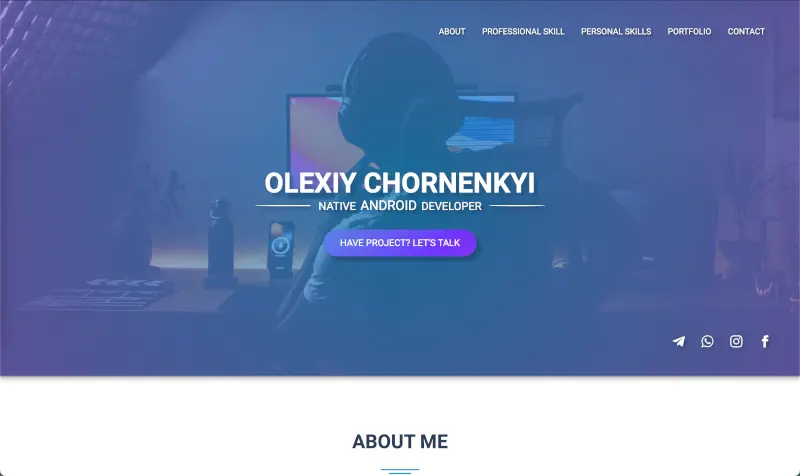 ABOUT PROFESSIONAL SKILL PERSONAL SKILLS PORTFOLIO CONTACT
OLEXIY CHORNENKYI
NATIVE ANDROID DEVELOPER
HAVE PROJECT? LET'S TALK
ABOUT ME